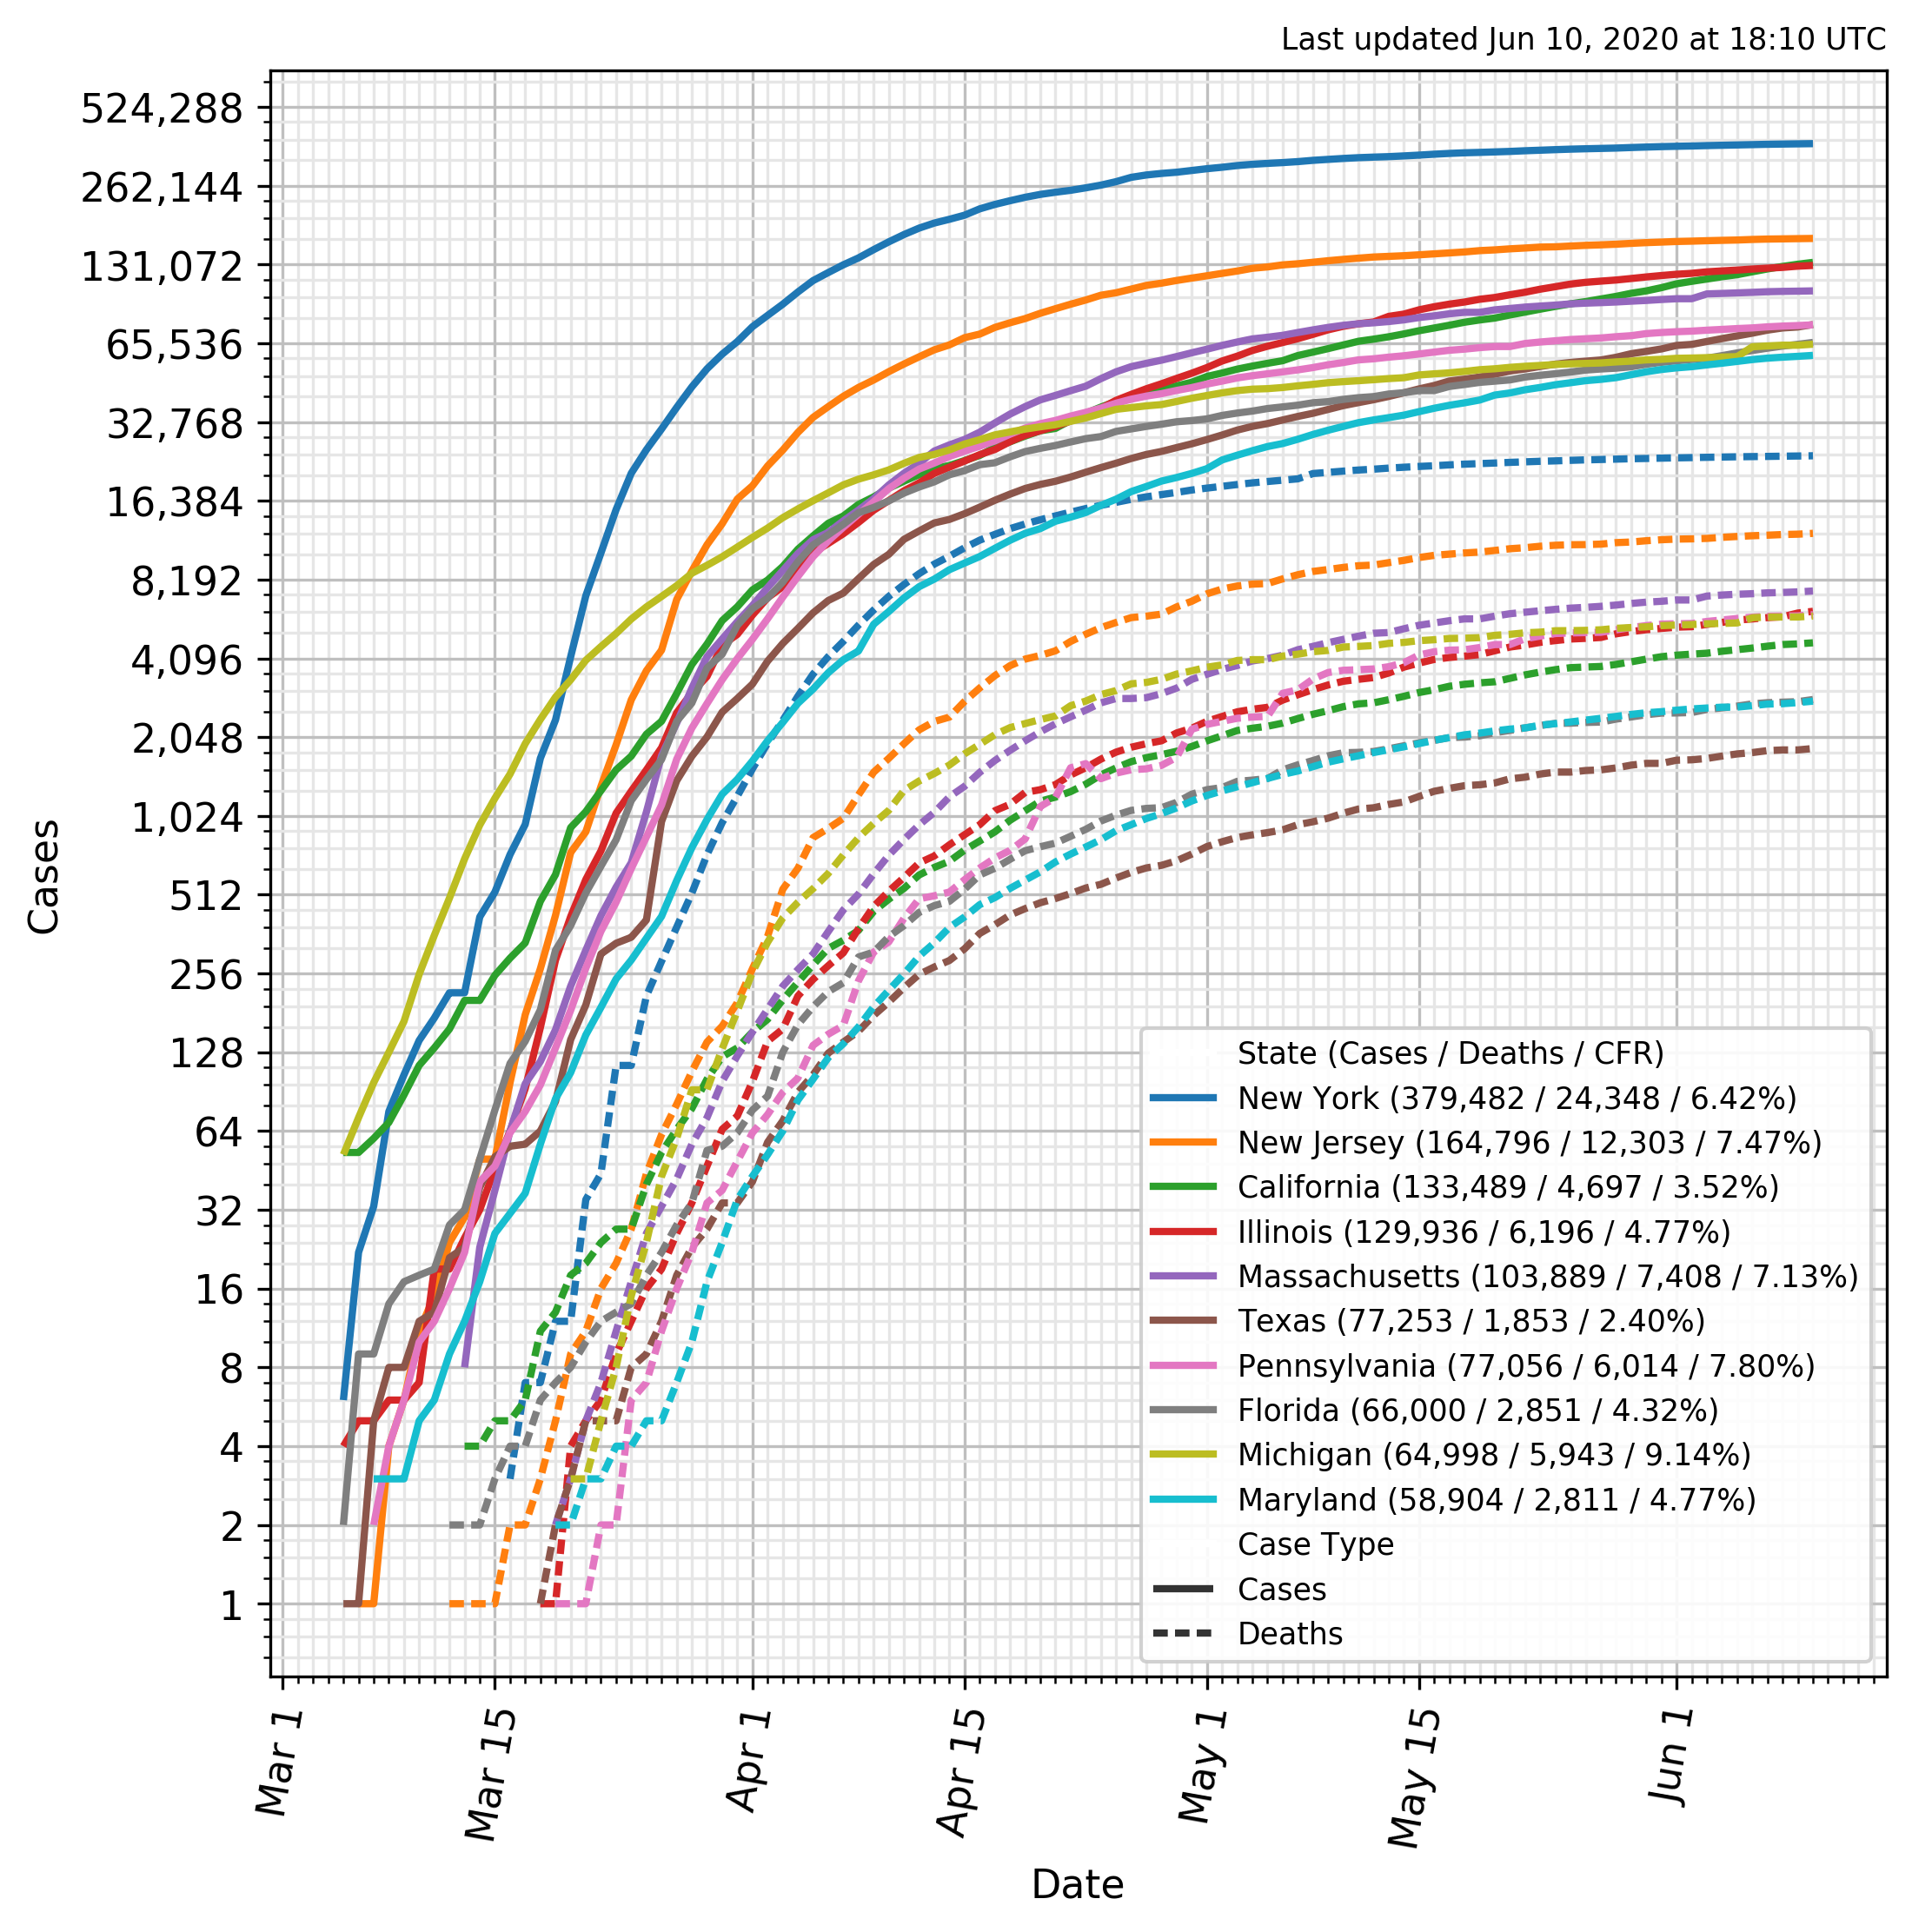 Last updated Jun 10, 2020 at 18:10 UTC
524,288
262,144
131,072
65,536
32,768
16,384
8,192
4,096
2,048
1,024
512
256
128
64
32
16
8
4
2
1
Cases
State (Cases / Deaths / CFR)
New York (379,482 / 24,348 / 6.42%)
New Jersey (164,796 / 12,303 / 7.47%)
California (133,489 / 4,697 / 3.52%)
Illinois (129,936 / 6,196 / 4.77%)
Massachusetts (103,889 / 7,408 / 7.13%)
Texas (77,253 / 1,853 / 2.40%)
Pennsylvania (77,056 / 6,014 / 7.80%)
Florida (66,000 / 2,851 / 4.32%)
Michigan (64,998 / 5,943 / 9.14%)
Maryland (58,904 / 2,811 / 4.77%)
Case Type
Cases
Deaths
Mar 1
Mar 15
Apr 1
Apr 15
May 1
May 15
Jun 1
Date